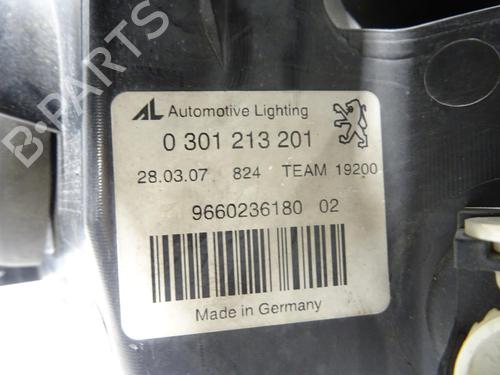 AL Automotive Lighting
0 301 213 201
28.03.07 824 TEAM 19200
9660236180 02
Made in Germany
B-PARTS